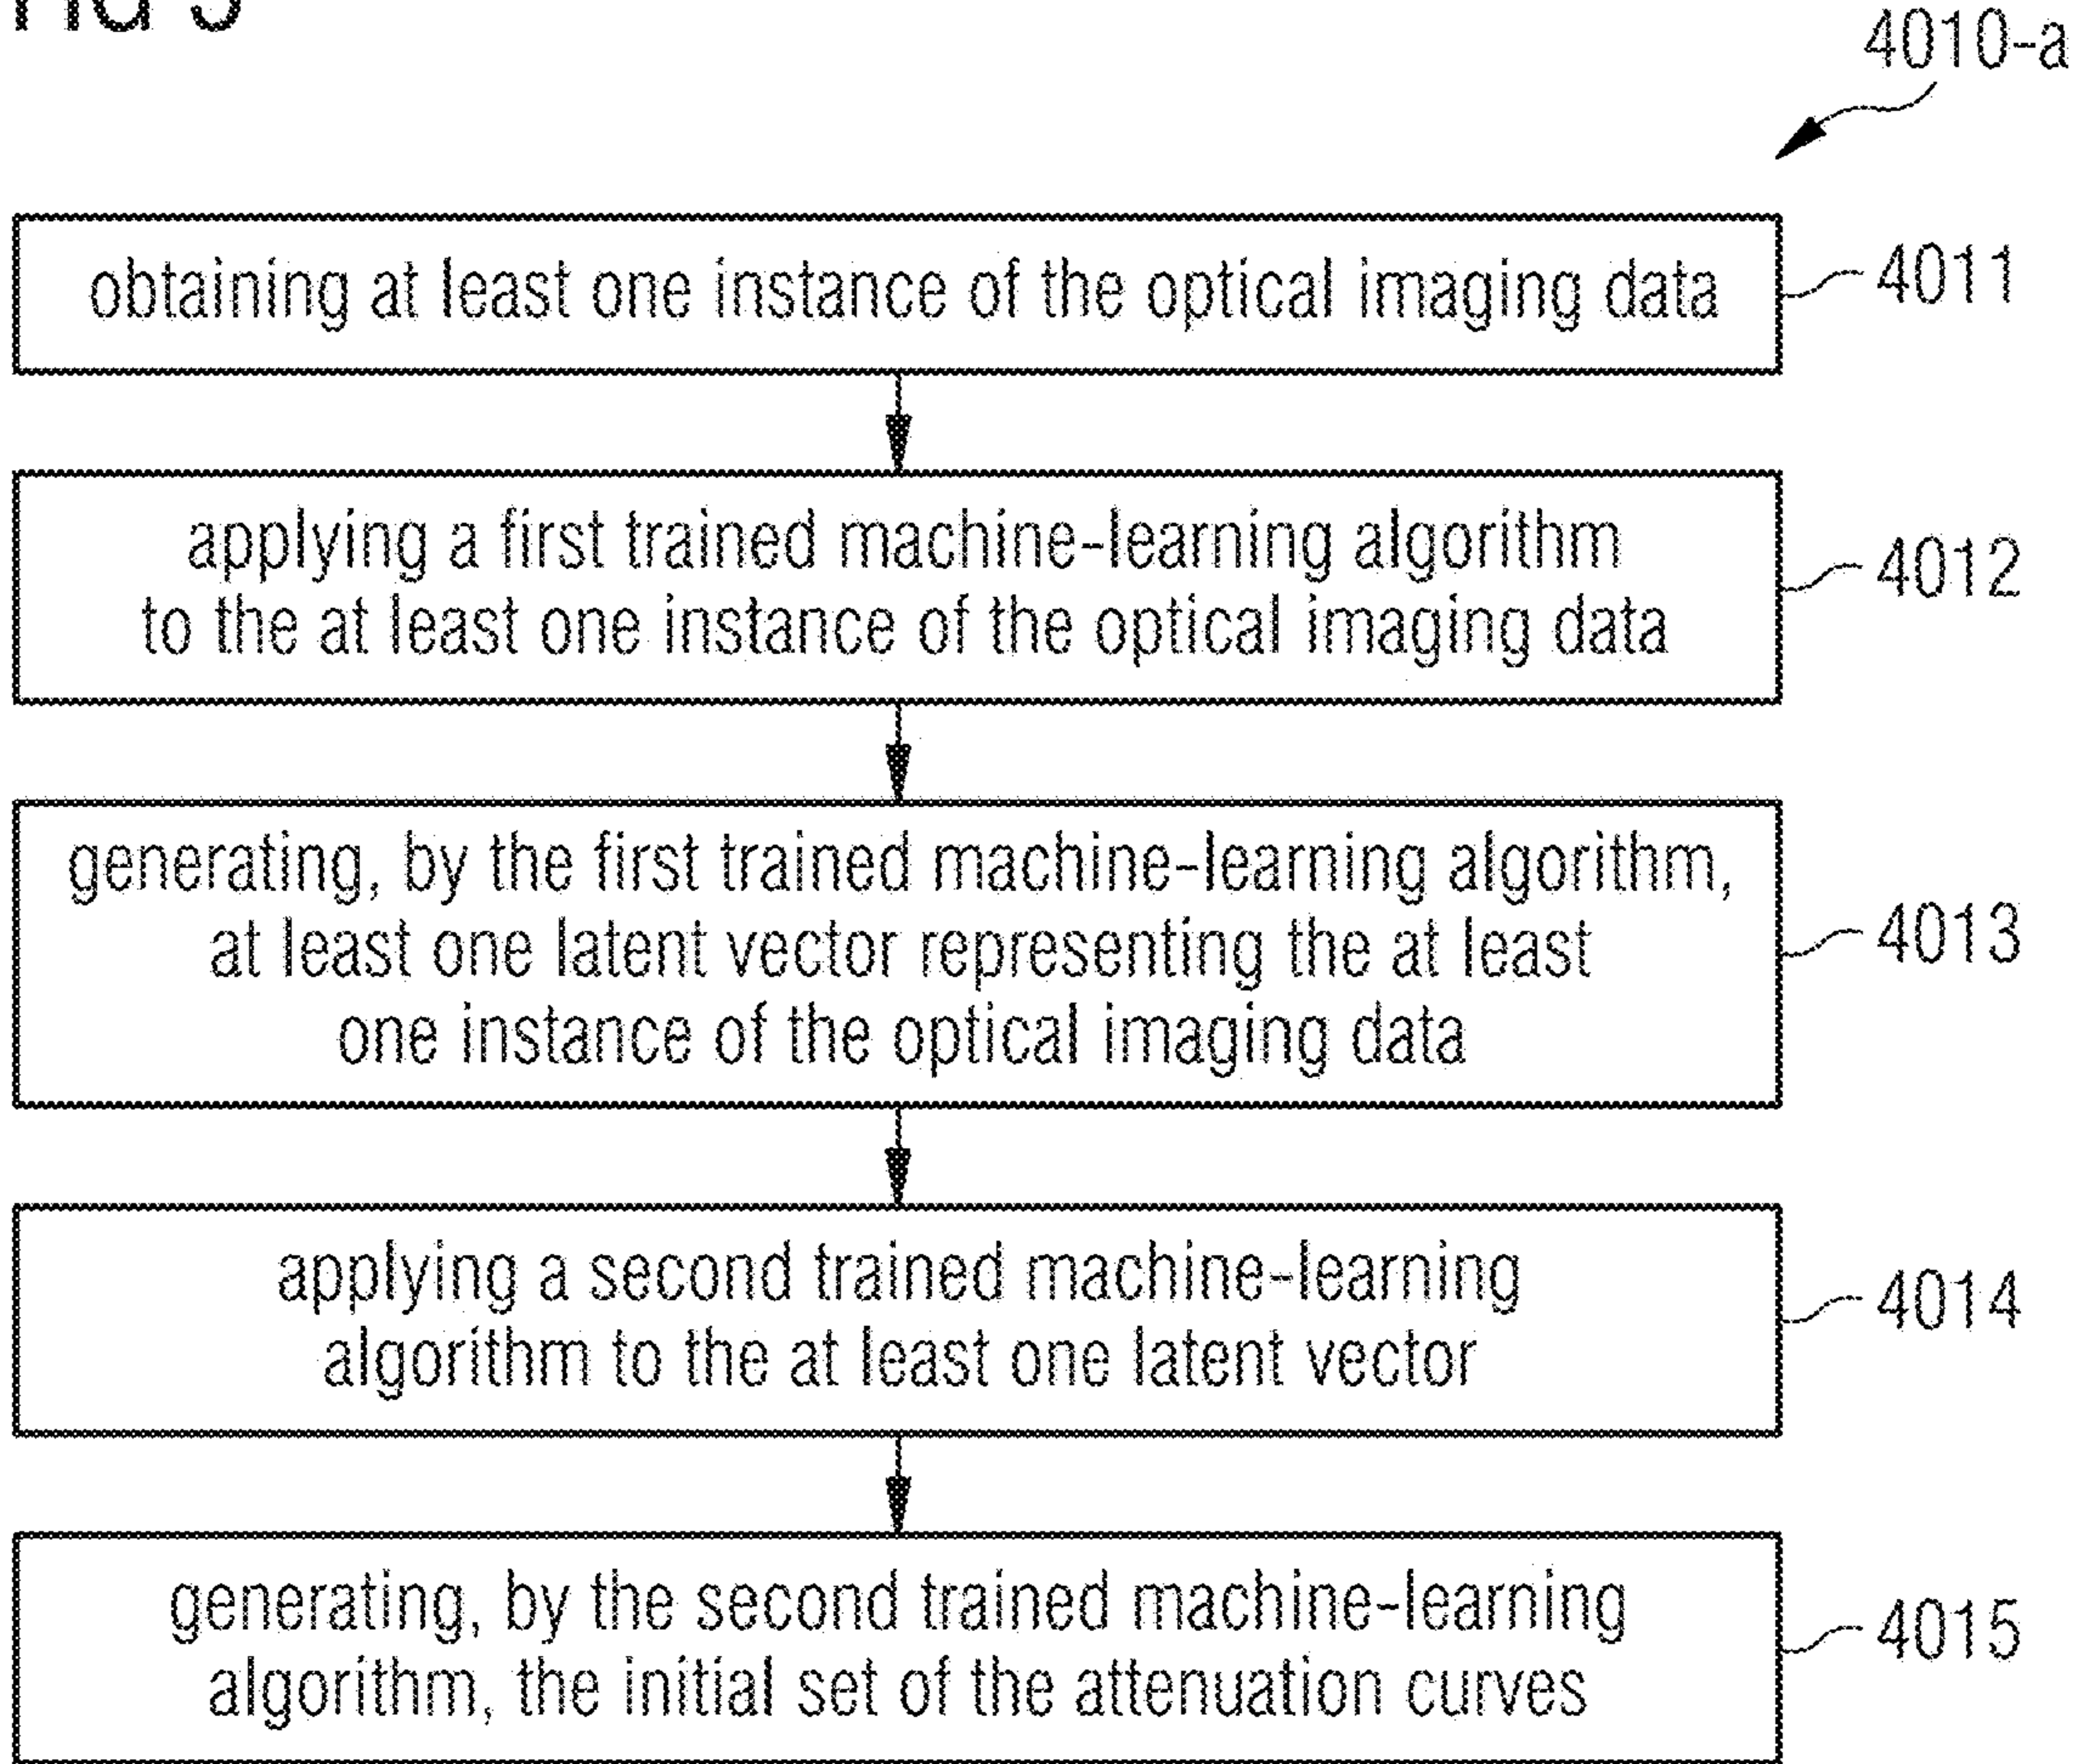 4010-a
obtaining at least one instance of the optical imaging data
4011
applying a first trained machine-learning algorithm
to the at least one instance of the optical imaging data
4012
generating, by the first trained machine-learning algorithm,
at least one latent vector representing the at least
one instance of the optical imaging data
4013
applying a second trained machine-learning
algorithm to the at least one latent vector
4014
generating, by the second trained machine-learning
algorithm, the initial set of the attenuation curves
4015